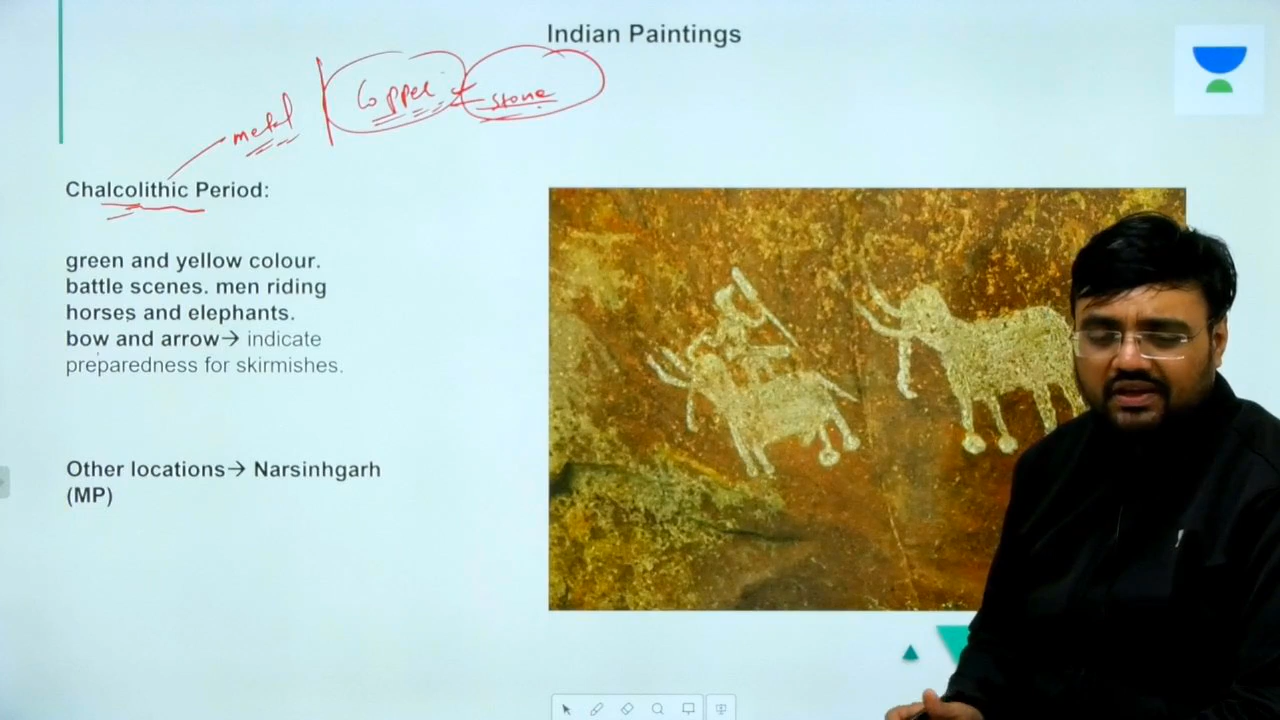 Indian Paintings
metal Copper + stone
Chalcolithic Period:
green and yellow colour.
battle scenes. men riding
horses and elephants.
bow and arrow→ indicate
preparedness for skirmishes.
Other locations→ Narsinhgarh
(MP)